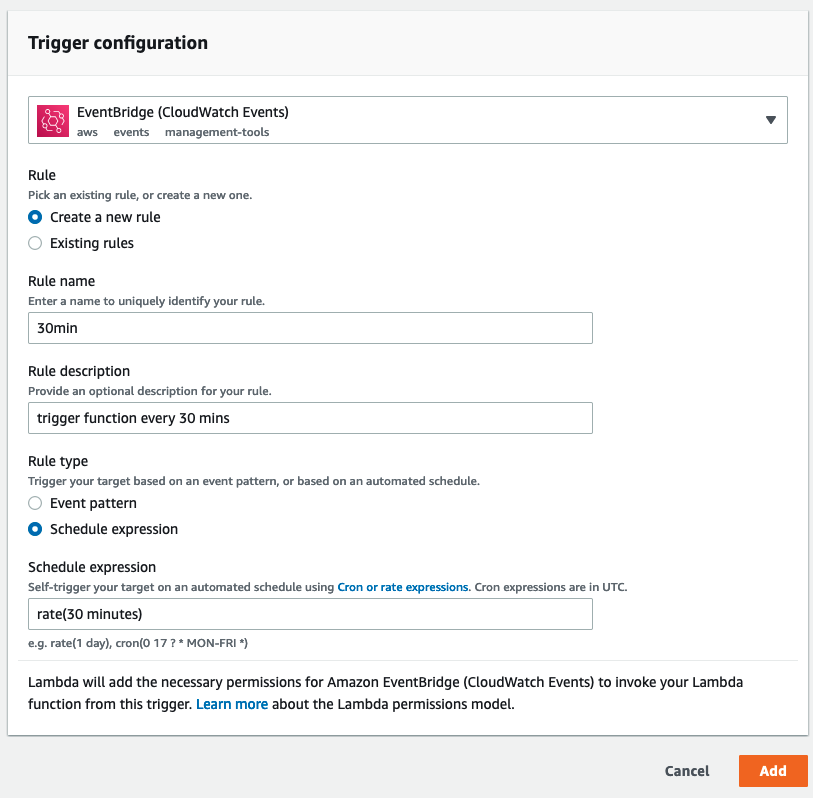 Trigger configuration
EventBridge (CloudWatch Events)
aws events management-tools
Rule
Pick an existing rule, or create a new one.
Create a new rule
Existing rules
Rule name
Enter a name to uniquely identify your rule.
30min
Rule description
Provide an optional description for your rule.
trigger function every 30 mins
Rule type
Trigger your target based on an event pattern, or based on an automated schedule.
Event pattern
Schedule expression
Schedule expression
Self-trigger your target on an automated schedule using Cron or rate expressions. Cron expressions are in UTC.
rate(30 minutes)
e.g. rate(1 day), cron(0 17 ? * MON-FRI *)
Lambda will add the necessary permissions for Amazon EventBridge (CloudWatch Events) to invoke your Lambda
function from this trigger. Learn more about the Lambda permissions model.
Cancel Add